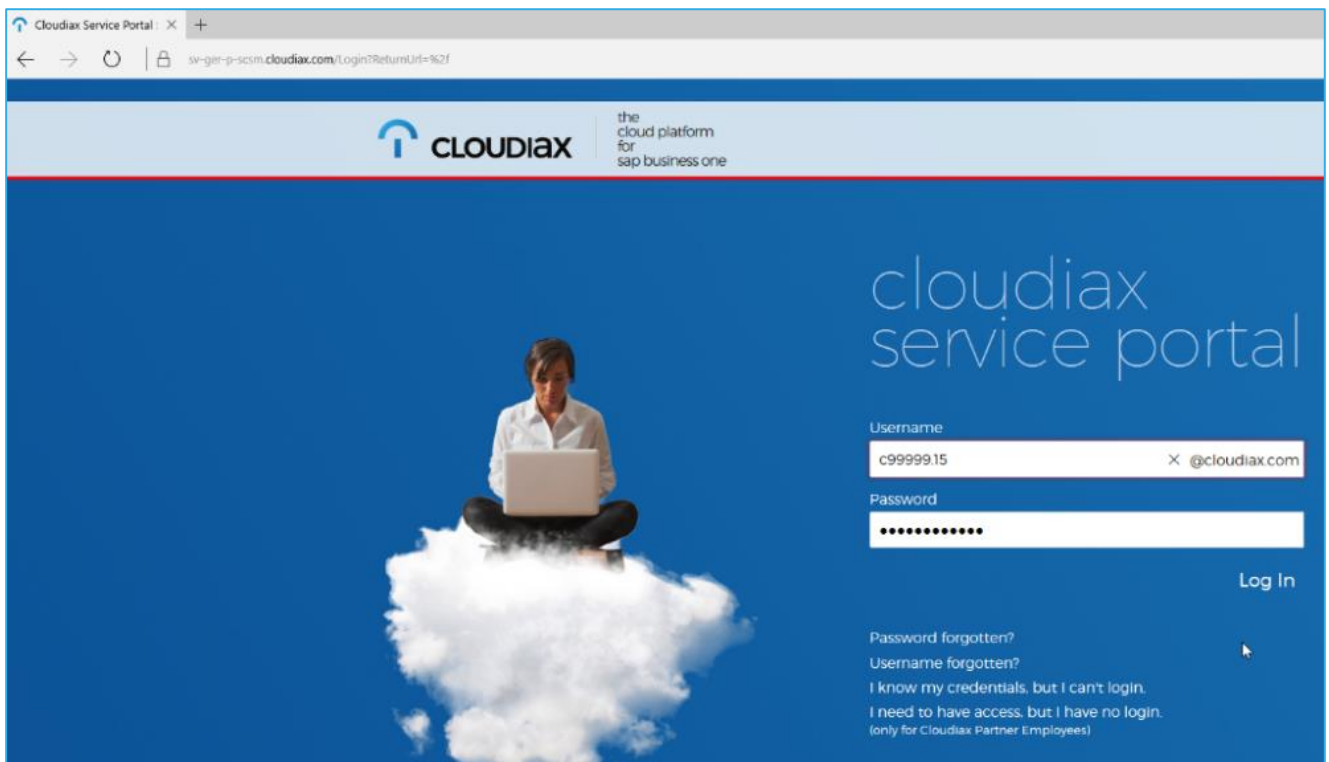 Cloudiax Service Portal :
sv-ger-p-scsm.cloudiax.com/Login?ReturnUrl=%2f
CLOUDIAX
the
cloud platform
for
sap business one
cloudiax
service portal
Username
c99999.15 @cloudiax.com
Password
Log In
Password forgotten?
Username forgotten?
I know my credentials, but I can't login.
I need to have access, but I have no login.
(only for Cloudiax Partner Employees)